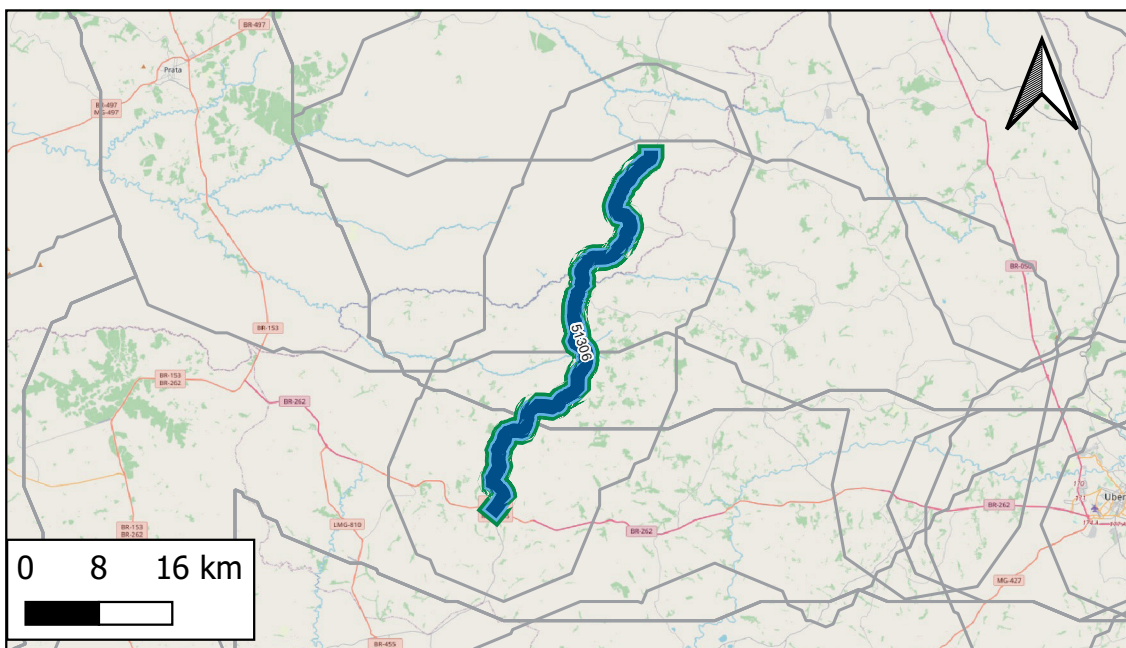 BR-497
Prata
BR-497
MG-497
BR-050
51306
BR-153
BR-153
BR-262
BR-262
BR-262
BR-262
LMG-810
BR-153
BR-262
MG-427
BR-455
Uber
0 8 16 km